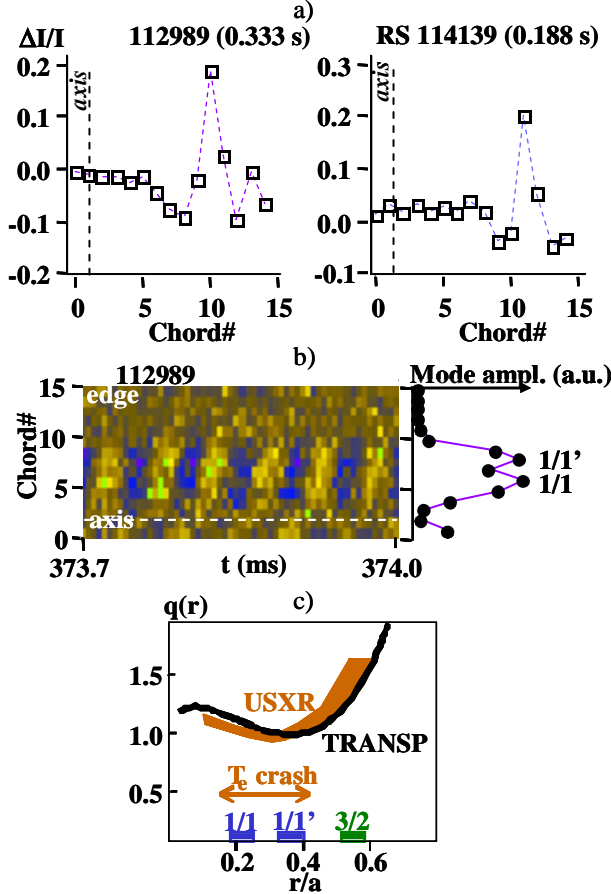 a)
ΔI/I
112989 (0.333 s)
RS 114139 (0.188 s)
0.2
0.1
0.0
-0.1
-0.2
axis
0
5
10
15
Chord#
0.3
0.2
0.1
0.0
-0.1
axis
0
5
10
15
Chord#
b)
112989
Mode ampl. (a.u.)
15
10
5
0
Chord#
edge
axis
1/1'
1/1
373.7
t (ms)
374.0
q(r)
c)
1.5
1.0
0.5
USXR
TRANSP
Te crash
1/1
1/1'
3/2
0.2
0.4
0.6
r/a